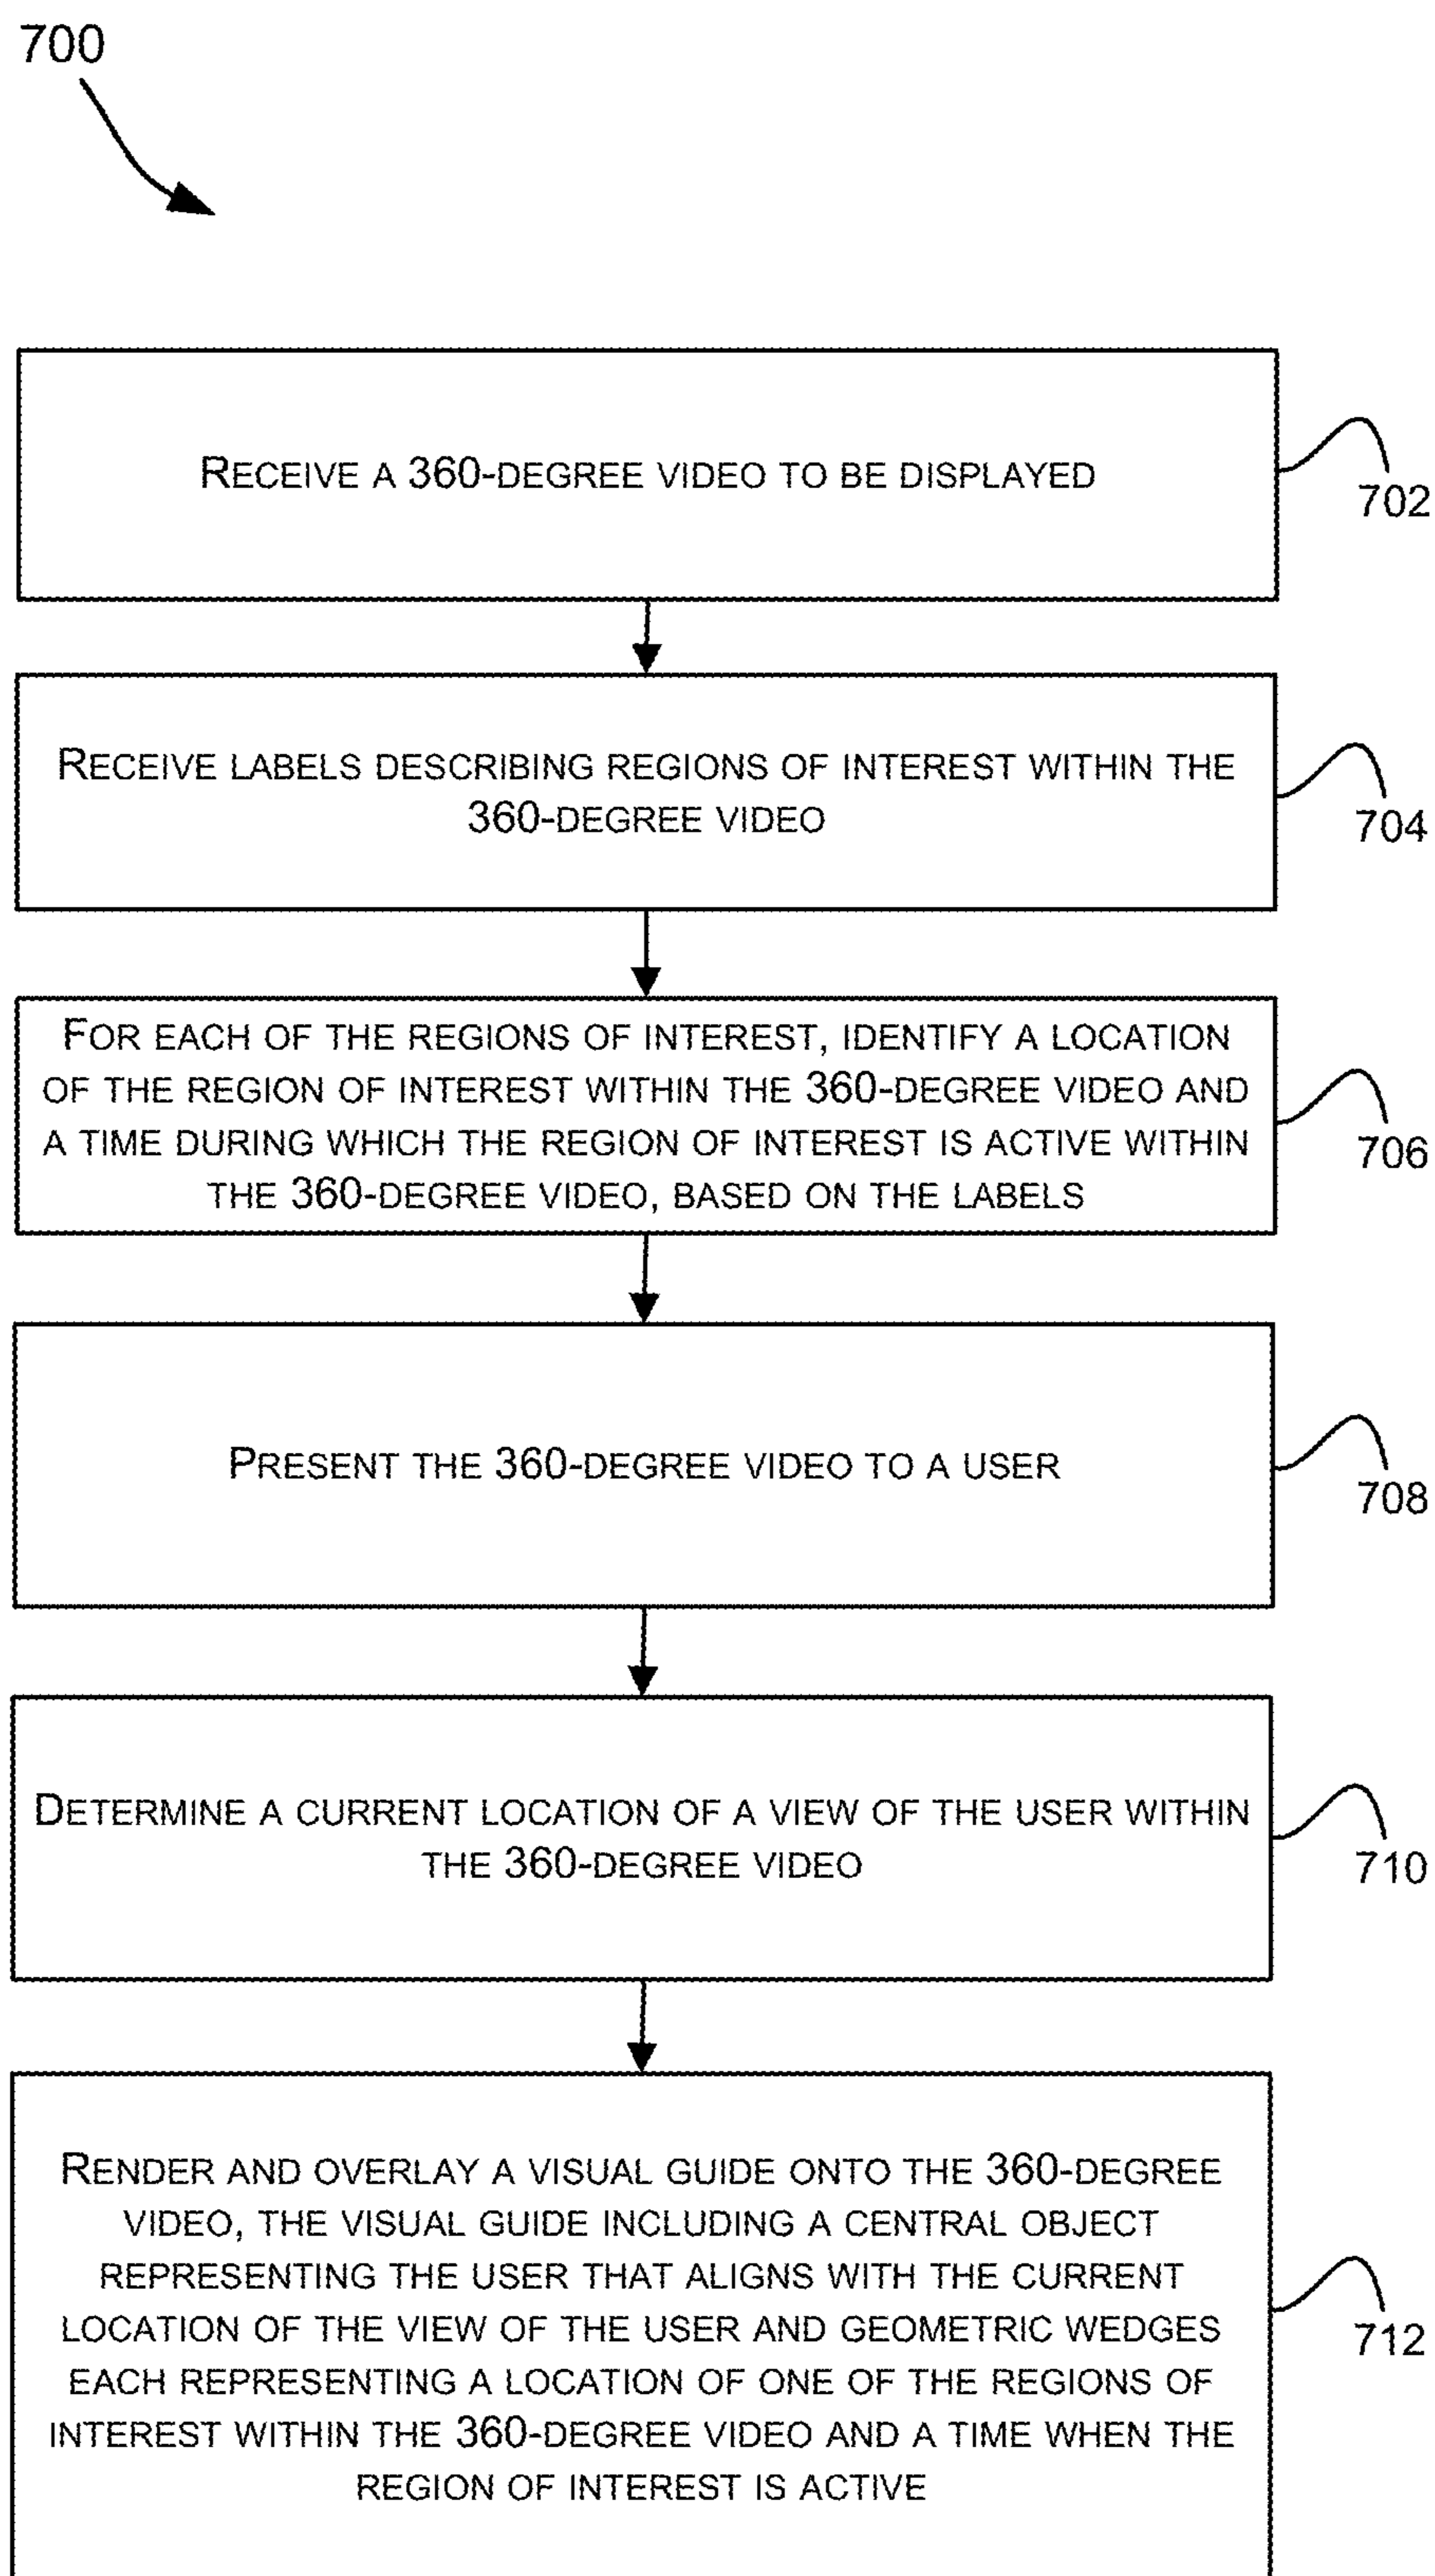 700
RECEIVE A 360-DEGREE VIDEO TO BE DISPLAYED
702
RECEIVE LABELS DESCRIBING REGIONS OF INTEREST WITHIN THE
360-DEGREE VIDEO
704
FOR EACH OF THE REGIONS OF INTEREST, IDENTIFY A LOCATION
OF THE REGION OF INTEREST WITHIN THE 360-DEGREE VIDEO AND
A TIME DURING WHICH THE REGION OF INTEREST IS ACTIVE WITHIN
THE 360-DEGREE VIDEO, BASED ON THE LABELS
706
PRESENT THE 360-DEGREE VIDEO TO A USER
708
DETERMINE A CURRENT LOCATION OF A VIEW OF THE USER WITHIN
THE 360-DEGREE VIDEO
710
RENDER AND OVERLAY A VISUAL GUIDE ONTO THE 360-DEGREE
VIDEO, THE VISUAL GUIDE INCLUDING A CENTRAL OBJECT
REPRESENTING THE USER THAT ALIGNS WITH THE CURRENT
LOCATION OF THE VIEW OF THE USER AND GEOMETRIC WEDGES
EACH REPRESENTING A LOCATION OF ONE OF THE REGIONS OF
INTEREST WITHIN THE 360-DEGREE VIDEO AND A TIME WHEN THE
REGION OF INTEREST IS ACTIVE
712